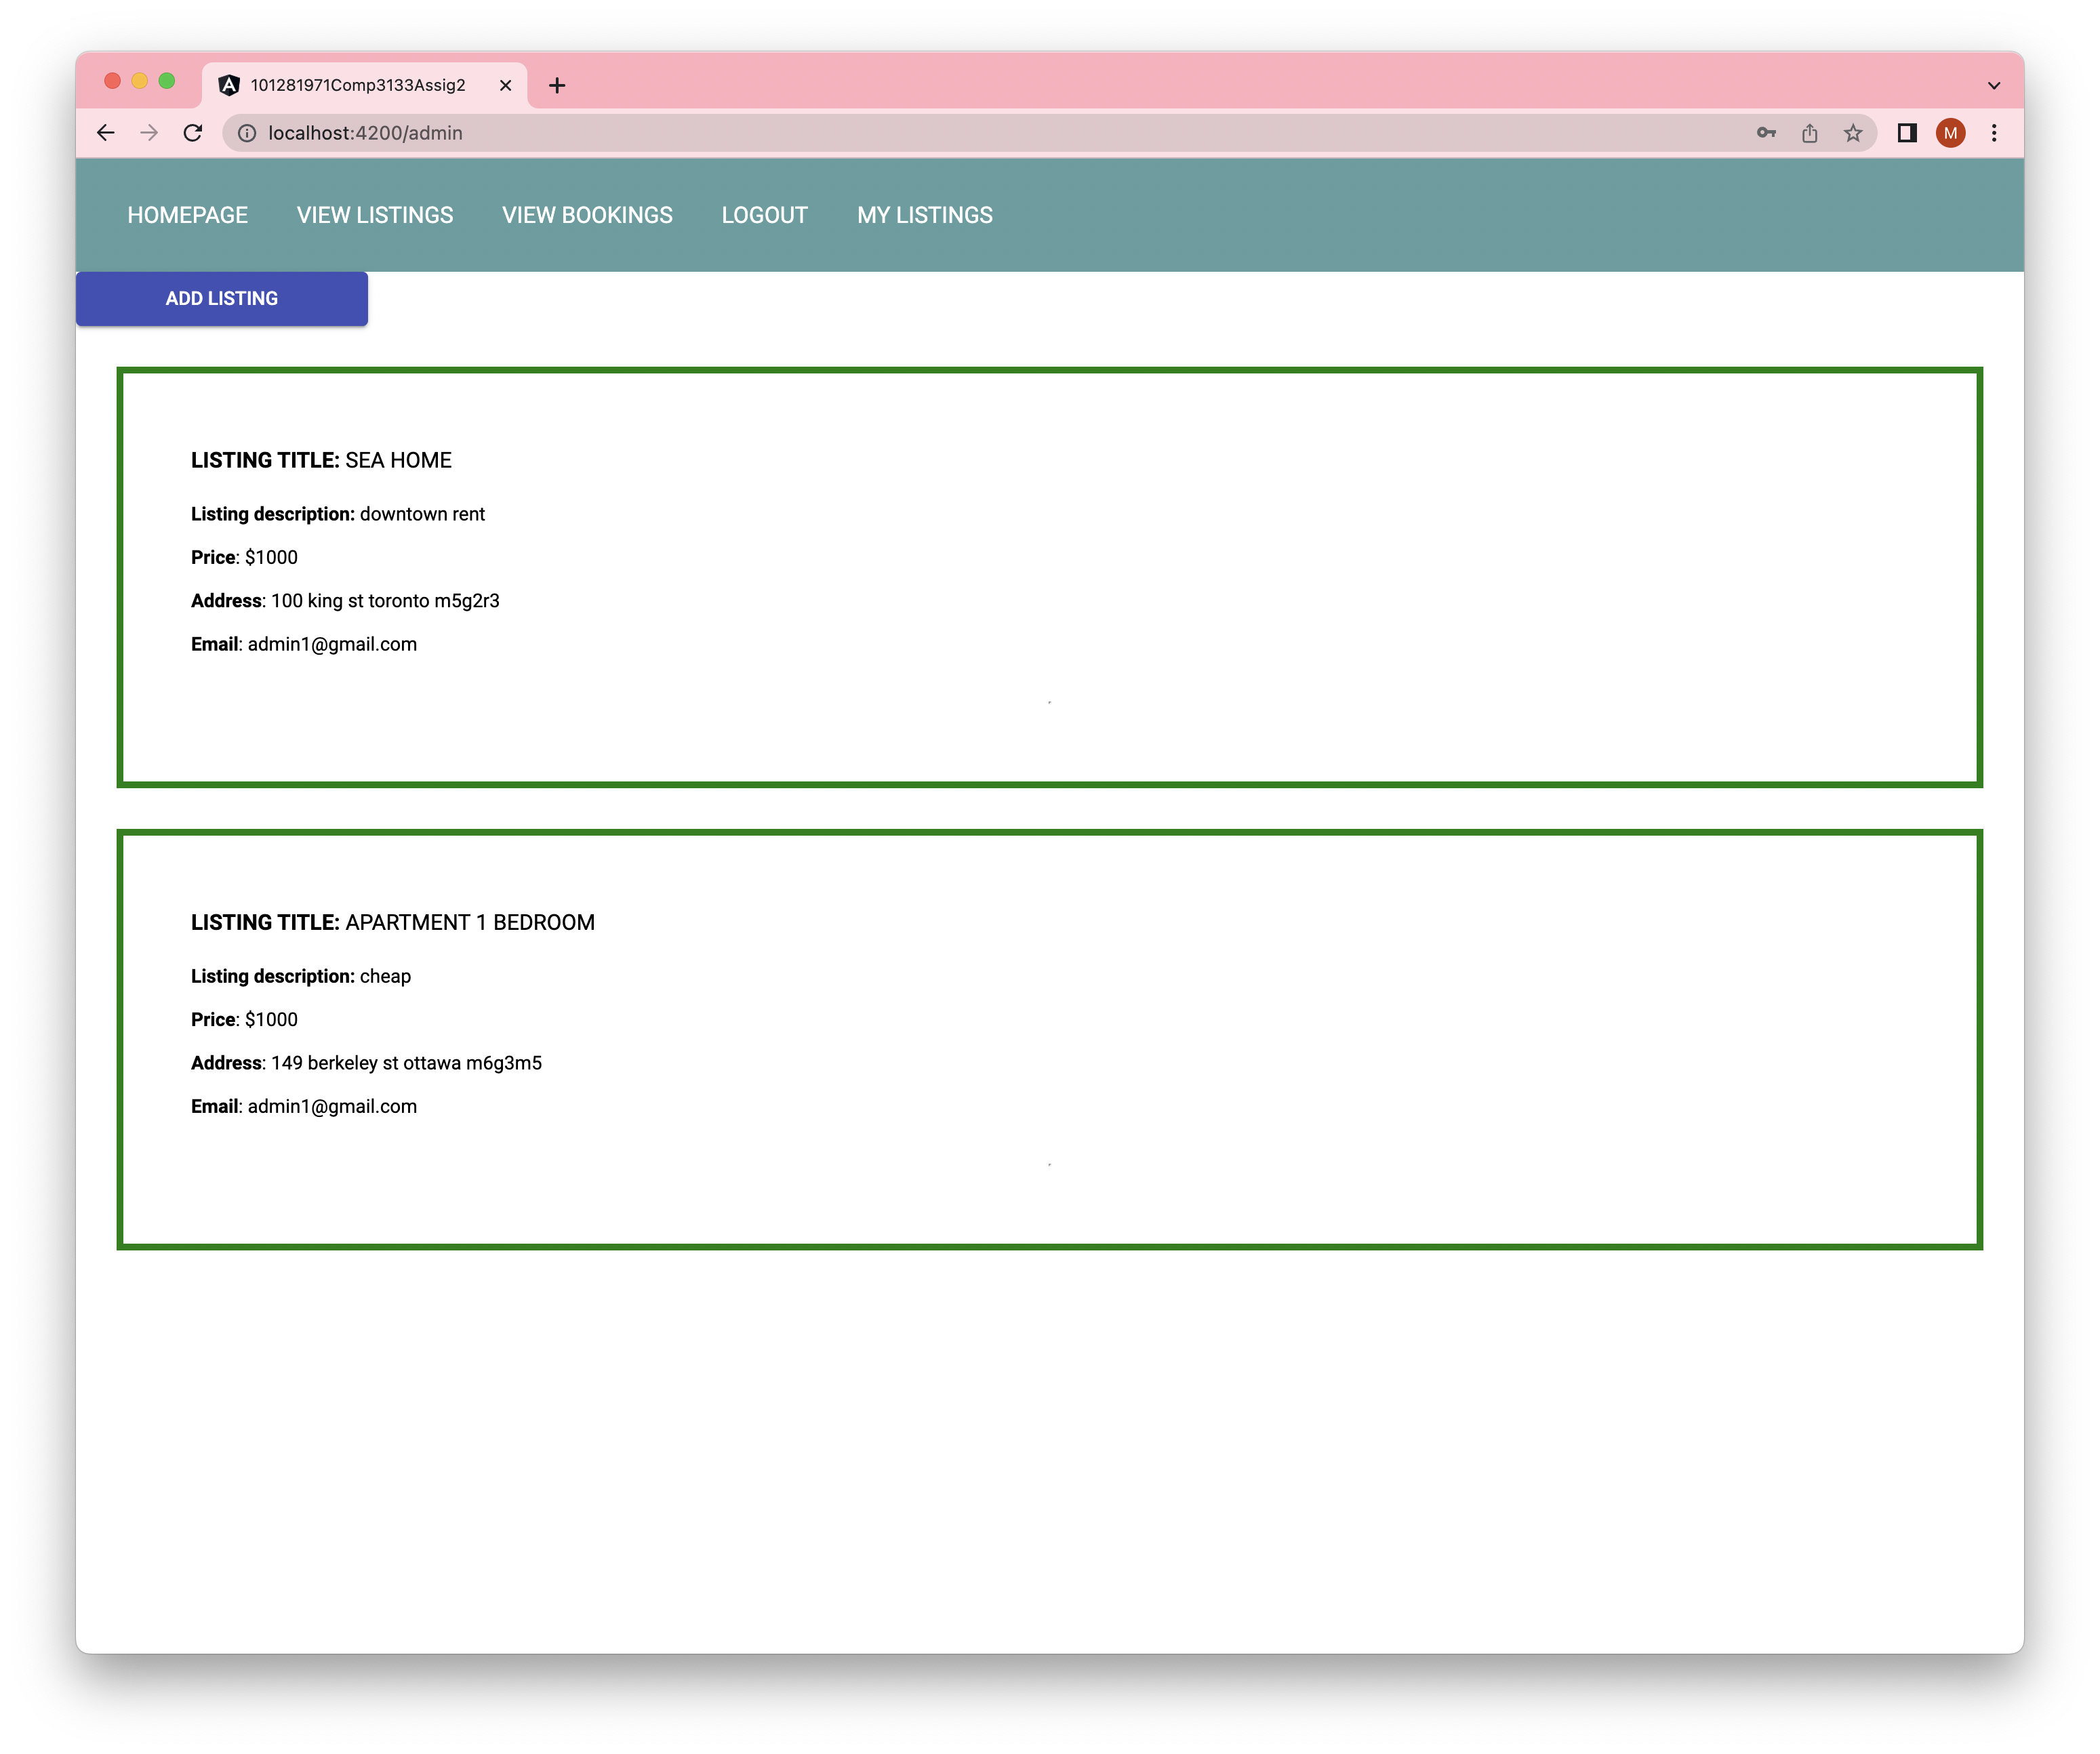 101281971Comp3133Assig2
localhost:4200/admin
M
HOMEPAGE VIEW LISTINGS VIEW BOOKINGS LOGOUT MY LISTINGS
ADD LISTING
LISTING TITLE: SEA HOME
Listing description: downtown rent
Price: $1000
Address: 100 king st toronto m5g2r3
Email: admin1@gmail.com
LISTING TITLE: APARTMENT 1 BEDROOM
Listing description: cheap
Price: $1000
Address: 149 berkeley st ottawa m6g3m5
Email: admin1@gmail.com